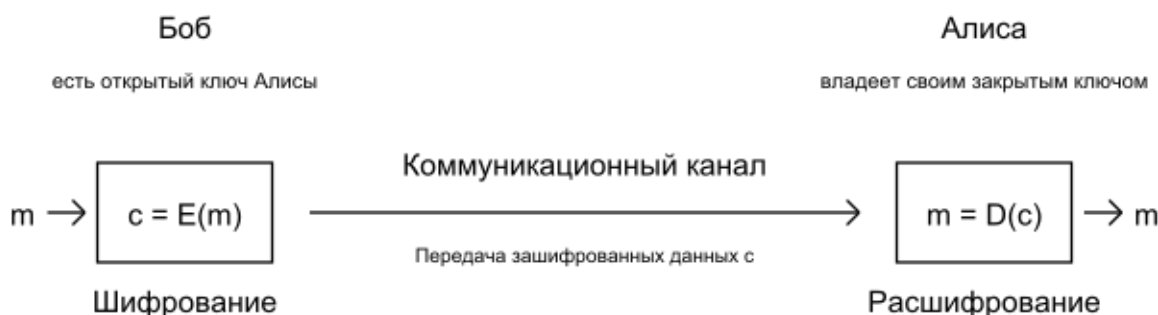 Боб
Алиса
есть открытый ключ Алисы
владеет своим закрытым ключом
Коммуникационный канал
m
c = E(m)
m = D(c)
m
Передача зашифрованных данных c
Шифрование
Расшифрование